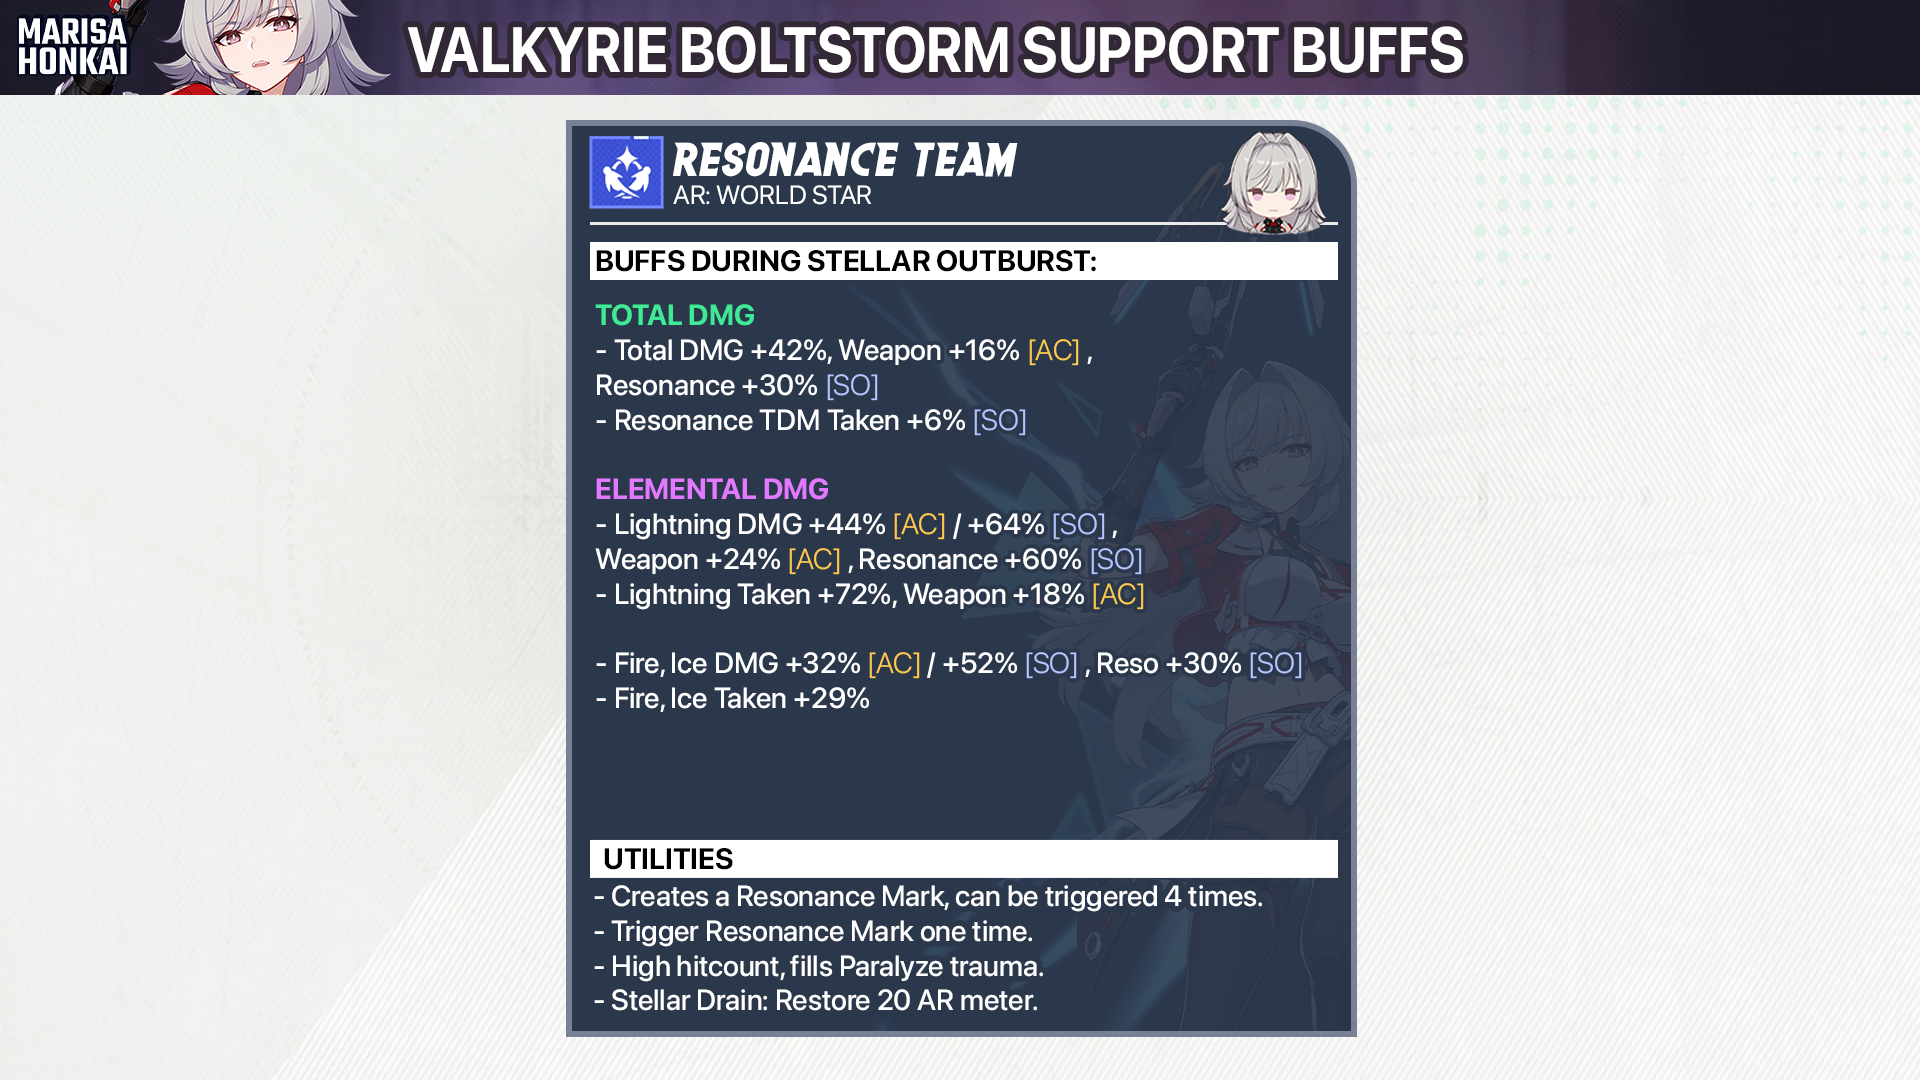 MARISA
HONKAI
VALKYRIE BOLTSTORM SUPPORT BUFFS
RESONANCE TEAM
AR: WORLD STAR
BUFFS DURING STELLAR OUTBURST:
TOTAL DMG
- Total DMG +42%, Weapon +16% [AC] ,
Resonance +30% [SO]
- Resonance TDM Taken +6% [SO]
ELEMENTAL DMG
- Lightning DMG +44% [AC] / +64% [SO] ,
Weapon +24% [AC] , Resonance +60% [SO]
- Lightning Taken +72%, Weapon +18% [AC]
- Fire, Ice DMG +32% [AC] / +52% [SO] , Reso +30% [SO]
- Fire, Ice Taken +29%
UTILITIES
- Creates a Resonance Mark, can be triggered 4 times.
- Trigger Resonance Mark one time.
- High hitcount, fills Paralyze trauma.
- Stellar Drain: Restore 20 AR meter.